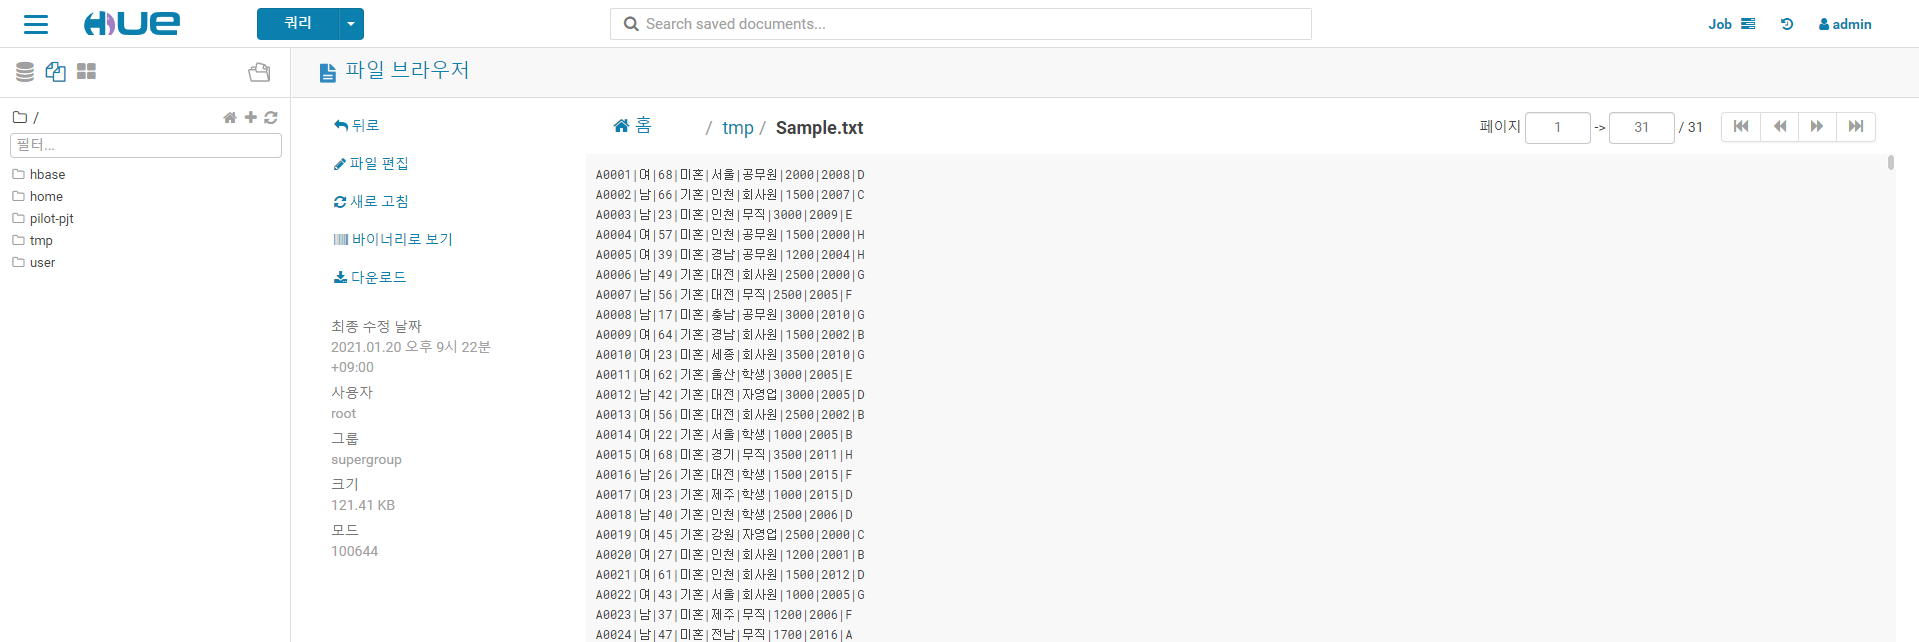 HUE
쿼리
Search saved documents...
Job
admin
파일 브라우저
/
필터...
hbase
home
pilot-pjt
tmp
user
뒤로
파일 편집
새로 고침
바이너리로 보기
다운로드
최종 수정 날짜
2021.01.20 오후 9시 22분
+09:00
사용자
root
그룹
supergroup
크기
121.41 KB
모드
100644
홈 / tmp / Sample.txt
페이지 1 -> 31 / 31
A0001|여|68|미혼|서울|공무원|2000|2008|D
A0002|남|66|기혼|인천|회사원|1500|2007|C
A0003|남|23|미혼|인천|무직|3000|2009|E
A0004|여|57|미혼|인천|공무원|1500|2000|H
A0005|여|39|미혼|경남|공무원|1200|2004|H
A0006|남|49|기혼|대전|회사원|2500|2000|G
A0007|남|56|기혼|대전|무직|2500|2005|F
A0008|남|17|미혼|충남|공무원|3000|2010|G
A0009|여|64|기혼|경남|회사원|1500|2002|B
A0010|여|23|미혼|세종|회사원|3500|2010|G
A0011|여|62|기혼|울산|학생|3000|2005|E
A0012|남|42|기혼|대전|자영업|3000|2005|D
A0013|여|56|미혼|대전|회사원|2500|2002|B
A0014|여|22|기혼|서울|학생|1000|2005|B
A0015|여|68|미혼|경기|무직|3500|2011|H
A0016|남|26|기혼|대전|학생|1500|2015|F
A0017|여|23|기혼|제주|학생|1000|2015|D
A0018|남|40|기혼|인천|학생|2500|2006|D
A0019|여|45|기혼|강원|자영업|2500|2000|C
A0020|여|27|미혼|인천|회사원|1200|2001|B
A0021|여|61|미혼|인천|회사원|1500|2012|D
A0022|여|43|기혼|서울|회사원|1000|2005|G
A0023|남|37|미혼|제주|무직|1200|2006|F
A0024|남|47|미혼|전남|무직|1700|2016|A